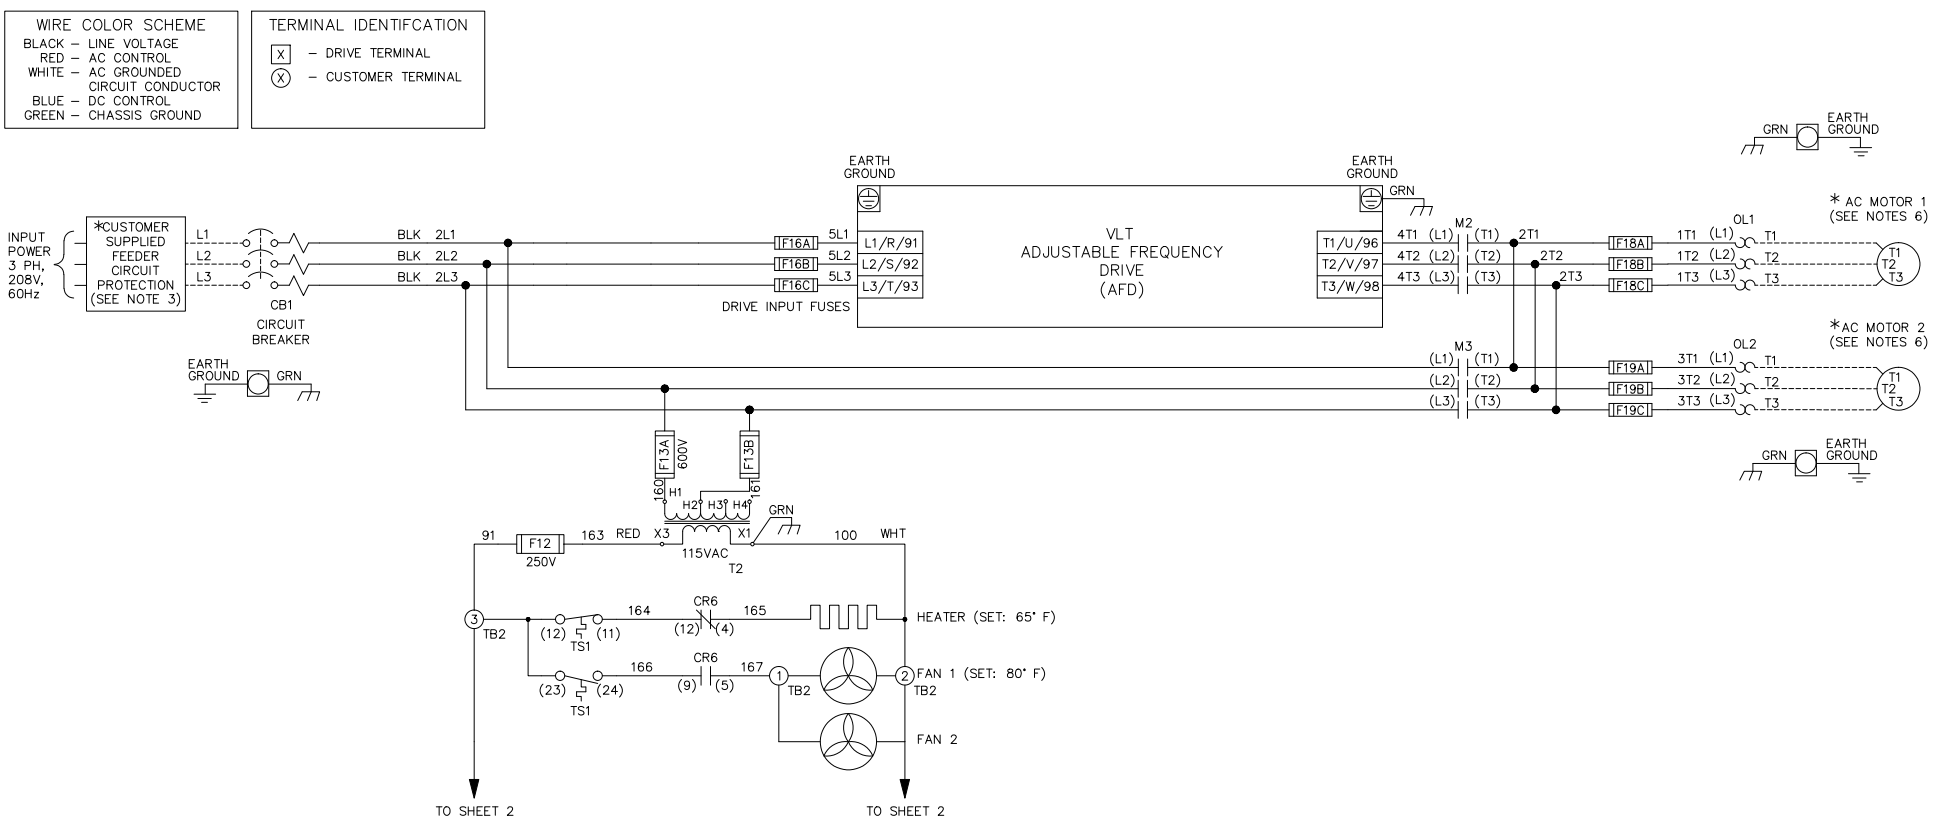 WIRE COLOR SCHEME
BLACK – LINE VOLTAGE
RED – AC CONTROL
WHITE – AC GROUNDED
CIRCUIT CONDUCTOR
BLUE – DC CONTROL
GREEN – CHASSIS GROUND
TERMINAL IDENTIFCATION
X – DRIVE TERMINAL
X – CUSTOMER TERMINAL
INPUT
POWER
3 PH,
208V,
60Hz
*CUSTOMER
SUPPLIED
FEEDER
CIRCUIT
PROTECTION
(SEE NOTE 3)
L1
L2
L3
CB1
CIRCUIT
BREAKER
BLK 2L1
BLK 2L2
BLK 2L3
EARTH
GROUND
GRN
F16A
F16B
F16C
DRIVE INPUT FUSES
5L1
5L2
5L3
EARTH
GROUND
L1/R/91
L2/S/92
L3/T/93
VLT
ADJUSTABLE FREQUENCY
DRIVE
(AFD)
EARTH
GROUND
GRN
T1/U/96
T2/V/97
T3/W/98
4T1 (L1) M2 (T1) 2T1
4T2 (L2) (T2) 2T2
4T3 (L3) (T3) 2T3
F18A
F18B
F18C
1T1 (L1) OL1 T1
1T2 (L2) T2
1T3 (L3) T3
GRN
EARTH
GROUND
* AC MOTOR 1
(SEE NOTES 6)
T1
T2
T3
(L1) M3 (T1)
(L2) (T2)
(L3) (T3)
F19A
F19B
F19C
3T1 (L1) OL2 T1
3T2 (L2) T2
3T3 (L3) T3
*AC MOTOR 2
(SEE NOTES 6)
T1
T2
T3
GRN
EARTH
GROUND
F13A
600V
F13B
160
161
H1
H2 H3 H4
GRN
91
F12
250V
163 RED X3
115VAC
X1
T2
100 WHT
3
TB2
(12) (11)
TS1
164
CR6
(12) (4)
165
HEATER (SET: 65° F)
(23) (24)
TS1
166
CR6
(9) (5)
167
1
TB2
2
TB2
FAN 1 (SET: 80° F)
FAN 2
TO SHEET 2
TO SHEET 2